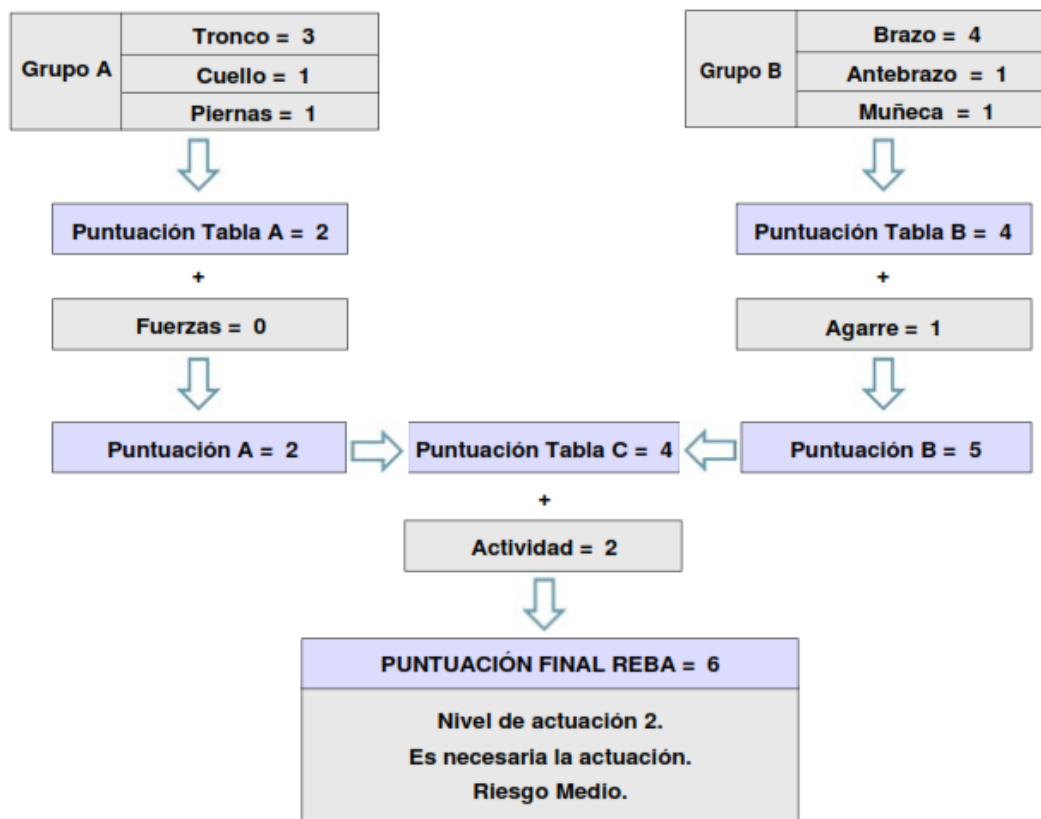 Grupo A
Tronco = 3
Cuello = 1
Piernas = 1
Grupo B
Brazo = 4
Antebrazo = 1
Muñeca = 1
Puntuación Tabla A = 2
Puntuación Tabla B = 4
+
+
Fuerzas = 0
Agarre = 1
Puntuación A = 2
Puntuación Tabla C = 4
Puntuación B = 5
+
Actividad = 2
PUNTUACIÓN FINAL REBA = 6
Nivel de actuación 2.
Es necesaria la actuación.
Riesgo Medio.